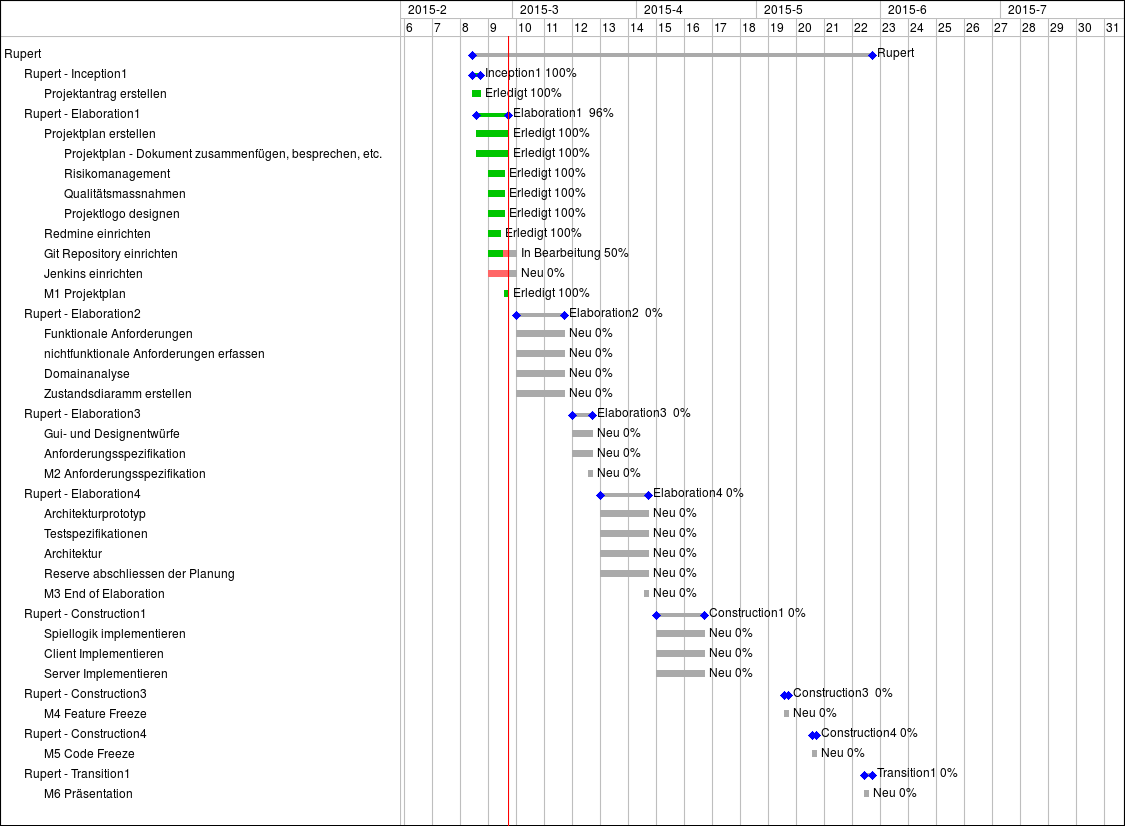 2015-2 2015-3 2015-4 2015-5 2015-6 2015-7
6 7 8 9 10 11 12 13 14 15 16 17 18 19 20 21 22 23 24 25 26 27 28 29 30 31
Rupert Rupert
Rupert - Inception1 Inception1 100%
Projektantrag erstellen Erledigt 100%
Rupert - Elaboration1 Elaboration1 96%
Projektplan erstellen Erledigt 100%
Projektplan - Dokument zusammenfügen, besprechen, etc. Erledigt 100%
Risikomanagement Erledigt 100%
Qualitätsmassnahmen Erledigt 100%
Projektlogo designen Erledigt 100%
Redmine einrichten Erledigt 100%
Git Repository einrichten In Bearbeitung 50%
Jenkins einrichten Neu 0%
M1 Projektplan Erledigt 100%
Rupert - Elaboration2 Elaboration2 0%
Funktionale Anforderungen Neu 0%
nichtfunktionale Anforderungen erfassen Neu 0%
Domainanalyse Neu 0%
Zustandsdiaramm erstellen Neu 0%
Rupert - Elaboration3 Elaboration3 0%
Gui- und Designentwürfe Neu 0%
Anforderungsspezifikation Neu 0%
M2 Anforderungsspezifikation Neu 0%
Rupert - Elaboration4 Elaboration4 0%
Architekturprototyp Neu 0%
Testspezifikationen Neu 0%
Architektur Neu 0%
Reserve abschliessen der Planung Neu 0%
M3 End of Elaboration Neu 0%
Rupert - Construction1 Construction1 0%
Spiellogik implementieren Neu 0%
Client Implementieren Neu 0%
Server Implementieren Neu 0%
Rupert - Construction3 Construction3 0%
M4 Feature Freeze Neu 0%
Rupert - Construction4 Construction4 0%
M5 Code Freeze Neu 0%
Rupert - Transition1 Transition1 0%
M6 Präsentation Neu 0%